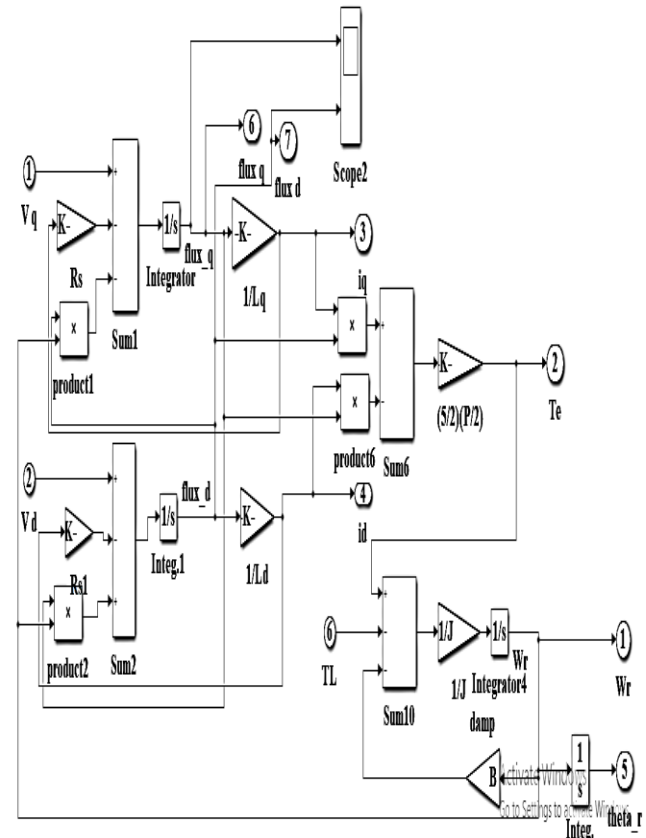 6
7
flux q
flux d
Scope2
1
Vq
K-
Rs
+
-
-
Sum1
1/s
Integrator
flux_q
-K-
1/Lq
3
iq
×
product1
×
+
-
Sum6
K-
(5/2)(P/2)
2
Te
×
product6
2
Vd
K-
Rs1
+
-
+
Sum2
1/s
Integ.1
flux_d
K-
1/Ld
4
id
×
product2
6
TL
+
-
-
Sum10
1/J
1/J
1/s
Integrator4
Wr
1
Wr
damp
B
1
s
Integ.
5
theta_r
Activate Windows
Go to Settings to activate Windows.